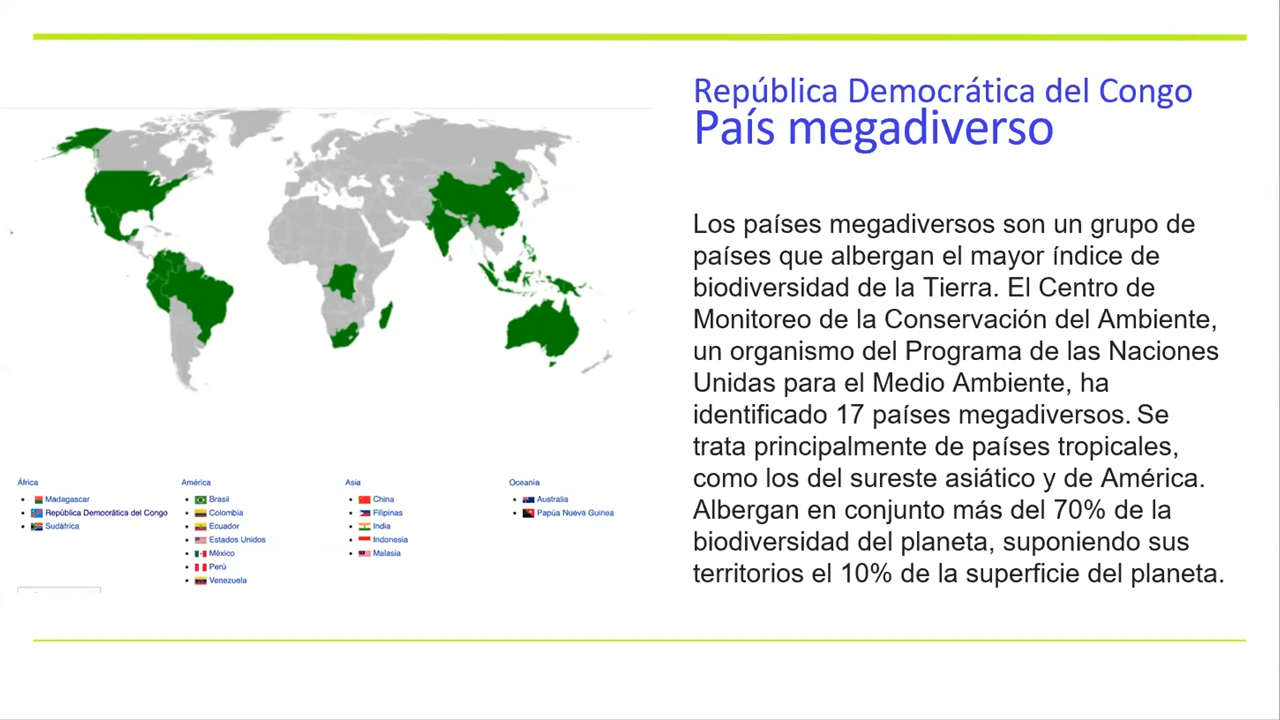 República Democrática del Congo
País megadiverso
Los países megadiversos son un grupo de
países que albergan el mayor índice de
biodiversidad de la Tierra. El Centro de
Monitoreo de la Conservación del Ambiente,
un organismo del Programa de las Naciones
Unidas para el Medio Ambiente, ha
identificado 17 países megadiversos. Se
trata principalmente de países tropicales,
como los del sureste asiático y de América.
Albergan en conjunto más del 70% de la
biodiversidad del planeta, suponiendo sus
territorios el 10% de la superficie del planeta.
África
Madagascar
República Democrática del Congo
Sudáfrica
América
Brasil
Colombia
Ecuador
Estados Unidos
México
Perú
Venezuela
Asia
China
Filipinas
India
Indonesia
Malasia
Oceanía
Australia
Papúa Nueva Guinea